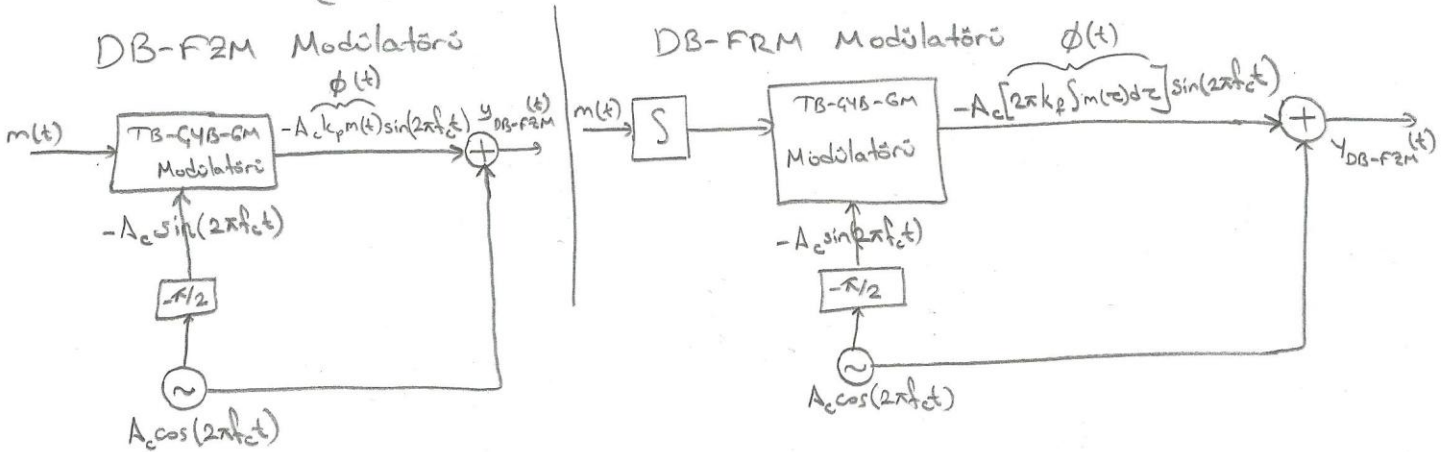 DB-FZM Modülatörü
ϕ(t)
m(t)
TB-ÇYB-GM
Modülatörü
-A_c k_p m(t) sin(2πf_c t)
y_DB-FZM(t)
+
-A_c sin(2πf_c t)
-π/2
~
A_c cos(2πf_c t)
DB-FRM Modülatörü
ϕ(t)
m(t)
∫
TB-ÇYB-GM
Modülatörü
-A_c[2πk_f∫m(τ)dτ]sin(2πf_c t)
+
y_DB-FZM(t)
-A_c sin(2πf_c t)
-π/2
~
A_c cos(2πf_c t)